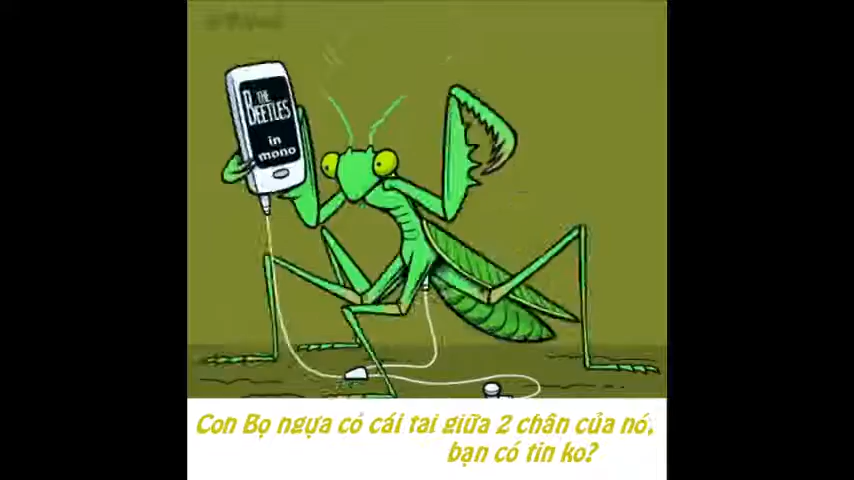 THE
BEETLES
in
mono
Con Bọ ngựa có cái tai giữa 2 chân của nó,
bạn có tin ko?